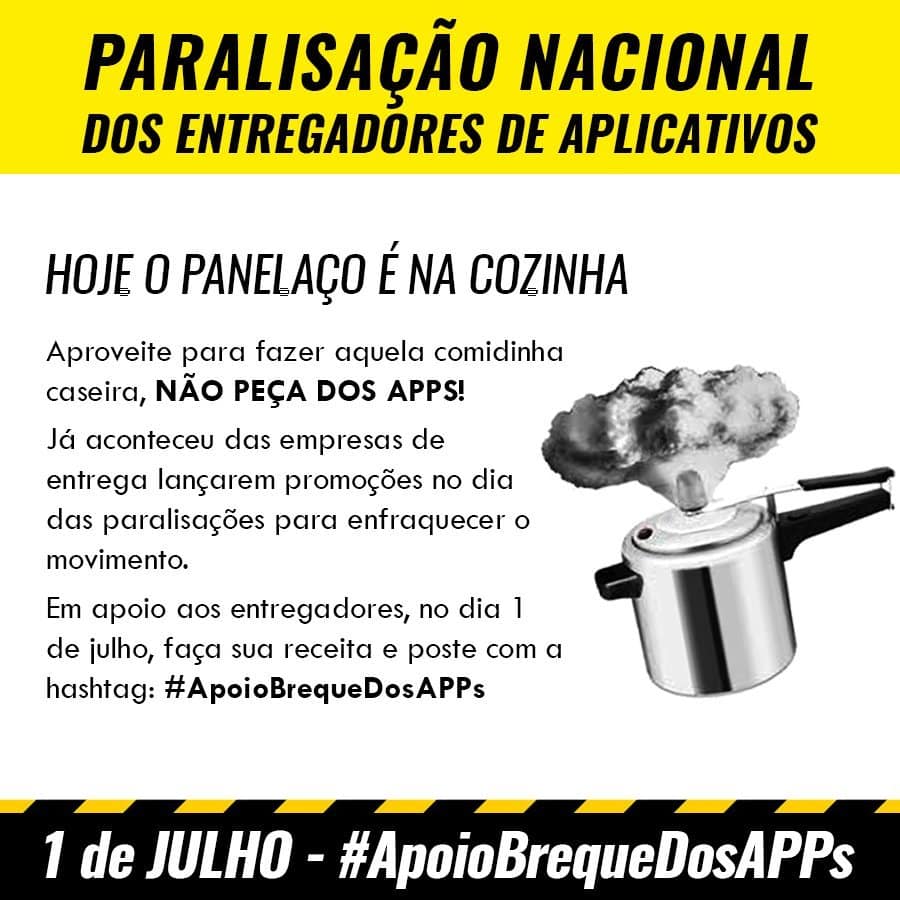 PARALISAÇÃO NACIONAL
DOS ENTREGADORES DE APLICATIVOS
HOJE O PANELAÇO É NA COZINHA
Aproveite para fazer aquela comidinha
caseira, NÃO PEÇA DOS APPS!
Já aconteceu das empresas de
entrega lançarem promoções no dia
das paralisações para enfraquecer o
movimento.
Em apoio aos entregadores, no dia 1
de julho, faça sua receita e poste com a
hashtag: #ApoioBrequeDosAPPs
1 de JULHO - #ApoioBrequeDosAPPs